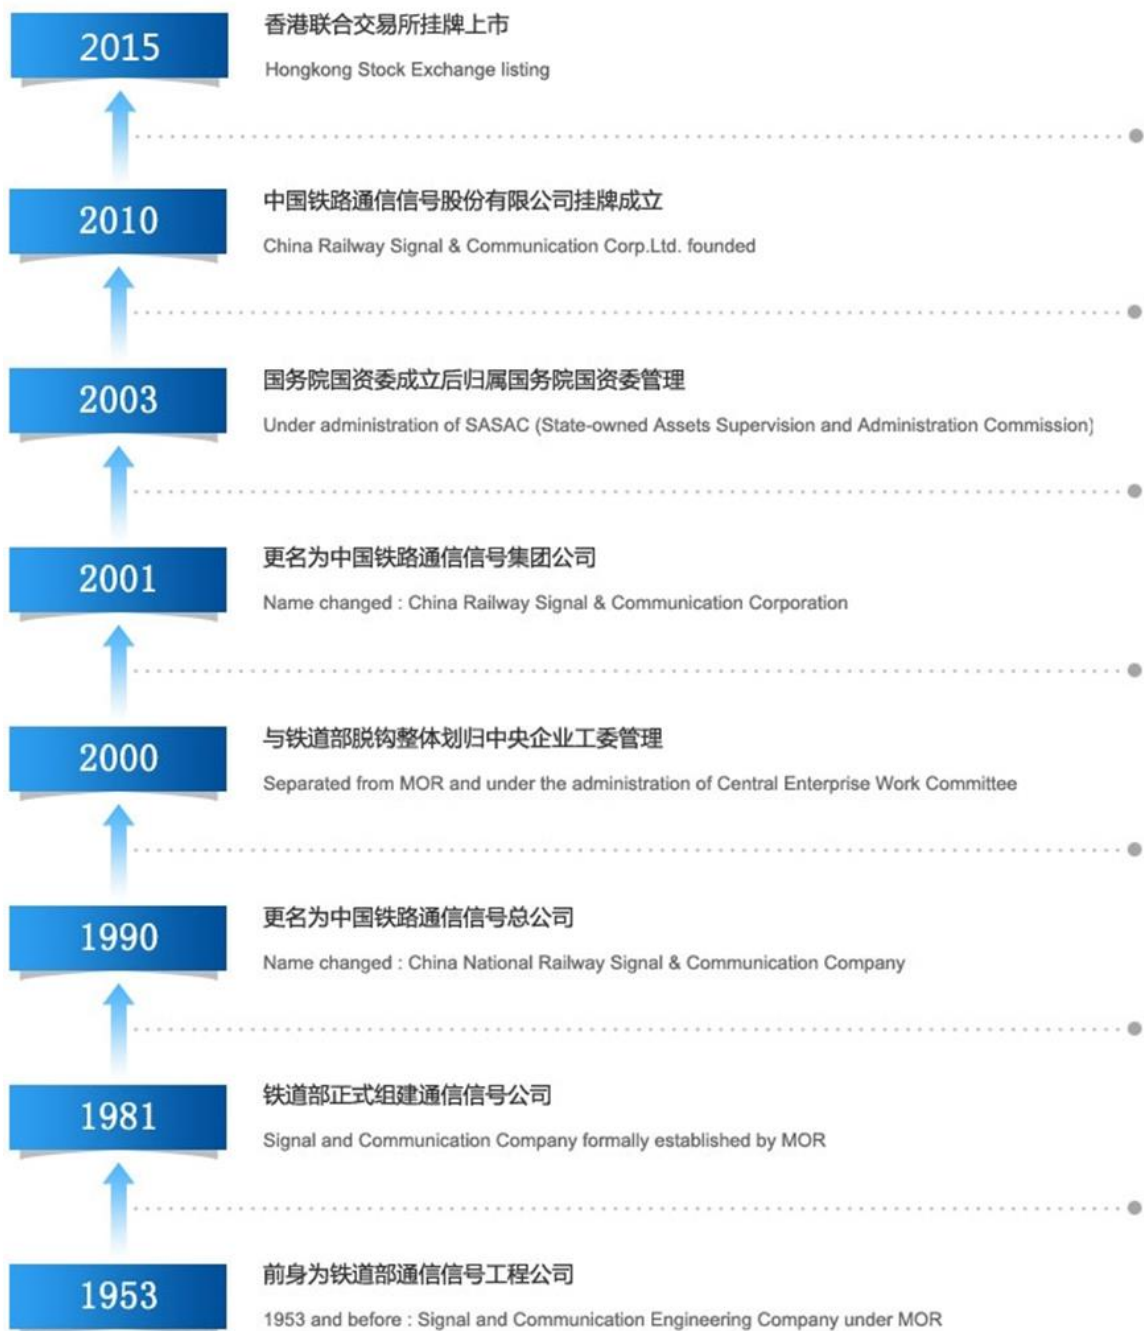 2015
香港联合交易所挂牌上市
Hongkong Stock Exchange listing
2010
中国铁路通信信号股份有限公司挂牌成立
China Railway Signal & Communication Corp.Ltd. founded
2003
国务院国资委成立后归属国务院国资委管理
Under administration of SASAC (State-owned Assets Supervision and Administration Commission)
2001
更名为中国铁路通信信号集团公司
Name changed : China Railway Signal & Communication Corporation
2000
与铁道部脱钩整体划归中央企业工委管理
Separated from MOR and under the administration of Central Enterprise Work Committee
1990
更名为中国铁路通信信号总公司
Name changed : China National Railway Signal & Communication Company
1981
铁道部正式组建通信信号公司
Signal and Communication Company formally established by MOR
1953
前身为铁道部通信信号工程公司
1953 and before : Signal and Communication Engineering Company under MOR